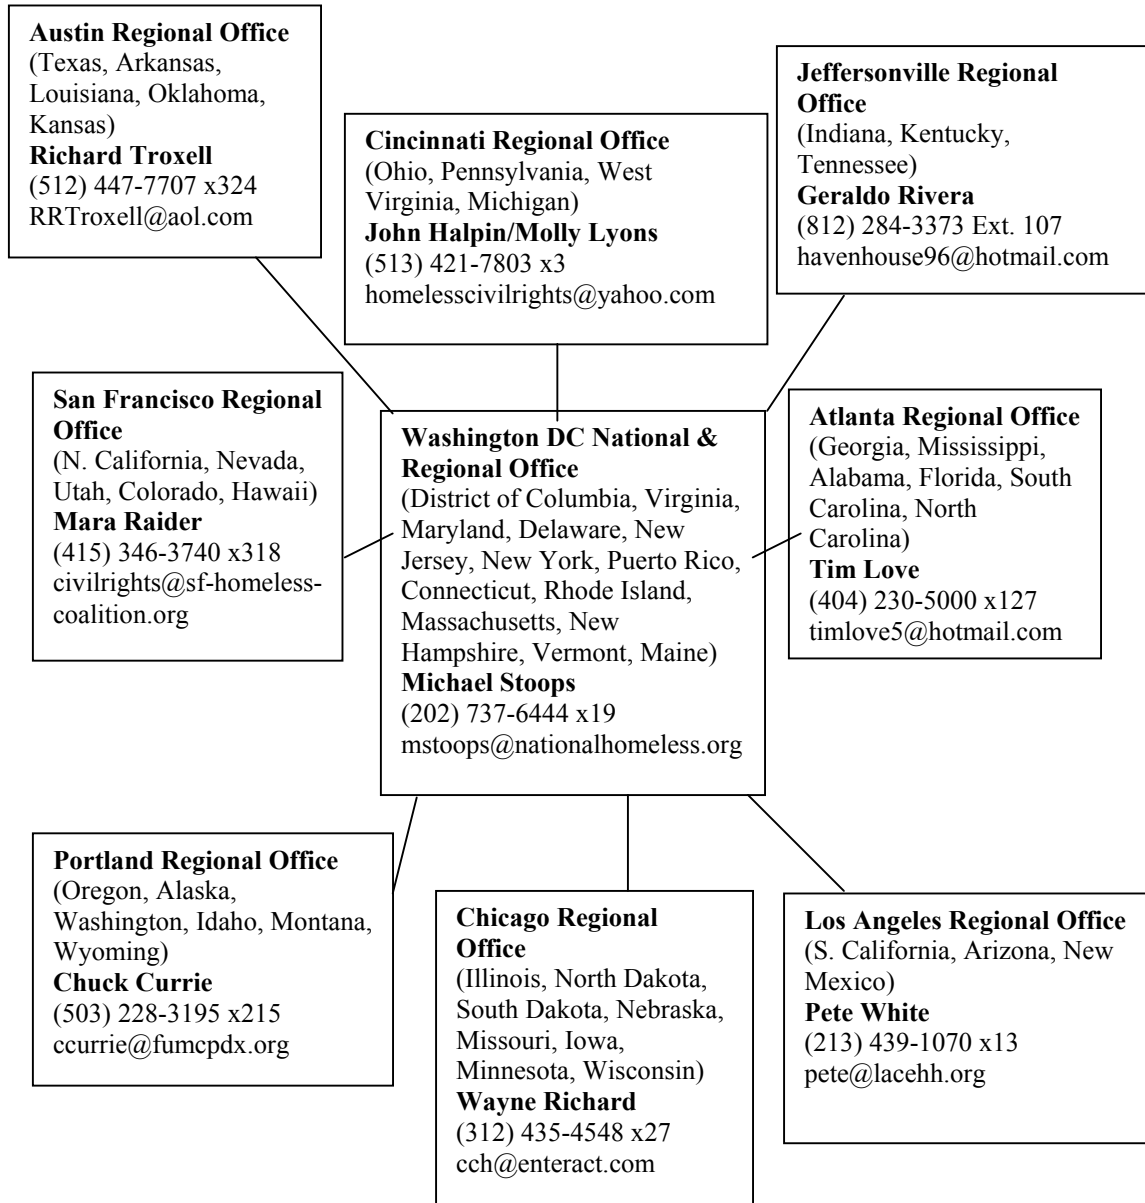 Austin Regional Office
(Texas, Arkansas,
Louisiana, Oklahoma,
Kansas)
Richard Troxell
(512) 447-7707 x324
RRTroxell@aol.com
Cincinnati Regional Office
(Ohio, Pennsylvania, West
Virginia, Michigan)
John Halpin/Molly Lyons
(513) 421-7803 x3
homelesscivilrights@yahoo.com
Jeffersonville Regional
Office
(Indiana, Kentucky,
Tennessee)
Geraldo Rivera
(812) 284-3373 Ext. 107
havenhouse96@hotmail.com
San Francisco Regional
Office
(N. California, Nevada,
Utah, Colorado, Hawaii)
Mara Raider
(415) 346-3740 x318
civilrights@sf-homeless-
coalition.org
Washington DC National &
Regional Office
(District of Columbia, Virginia,
Maryland, Delaware, New
Jersey, New York, Puerto Rico,
Connecticut, Rhode Island,
Massachusetts, New
Hampshire, Vermont, Maine)
Michael Stoops
(202) 737-6444 x19
mstoops@nationalhomeless.org
Atlanta Regional Office
(Georgia, Mississippi,
Alabama, Florida, South
Carolina, North
Carolina)
Tim Love
(404) 230-5000 x127
timlove5@hotmail.com
Portland Regional Office
(Oregon, Alaska,
Washington, Idaho, Montana,
Wyoming)
Chuck Currie
(503) 228-3195 x215
ccurrie@fumcpdx.org
Chicago Regional
Office
(Illinois, North Dakota,
South Dakota, Nebraska,
Missouri, Iowa,
Minnesota, Wisconsin)
Wayne Richard
(312) 435-4548 x27
cch@enteract.com
Los Angeles Regional Office
(S. California, Arizona, New
Mexico)
Pete White
(213) 439-1070 x13
pete@lacehh.org